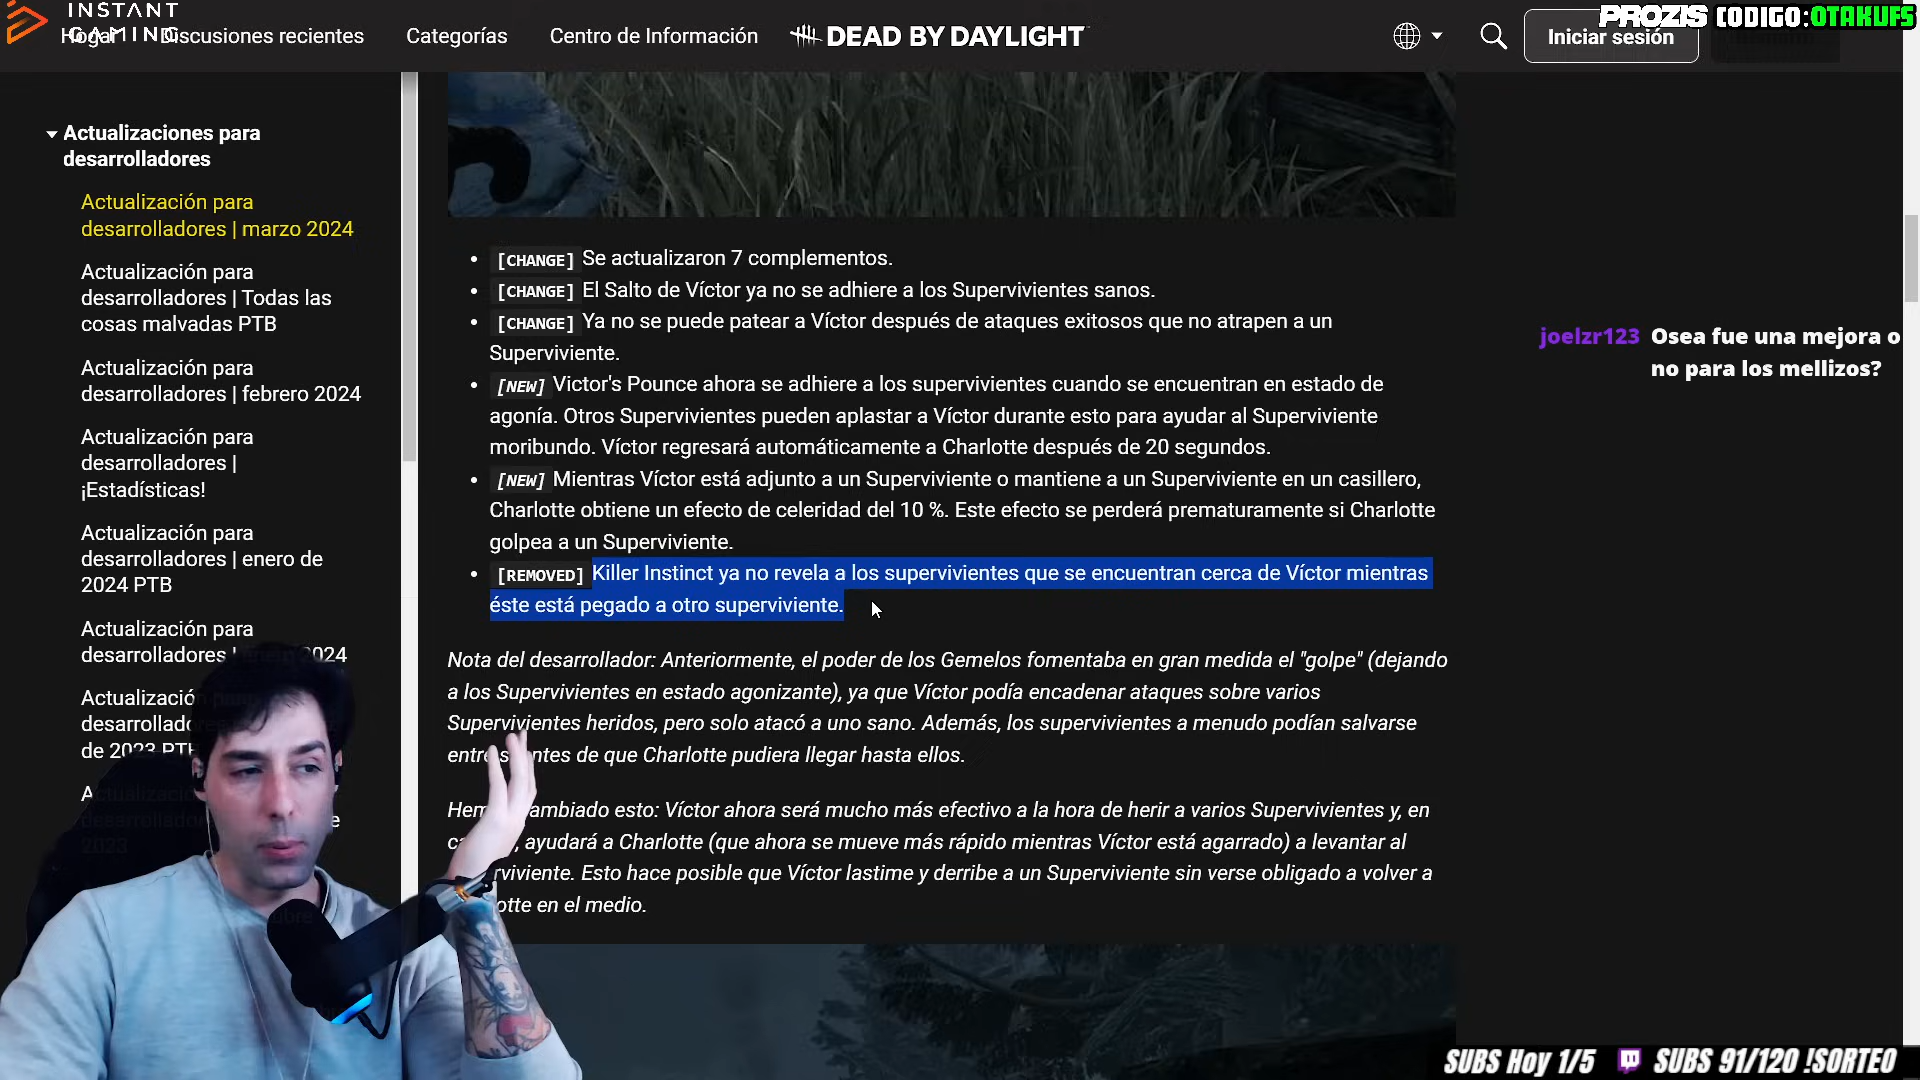 INSTANT
GAMING
Hogar Discusiones recientes Categorías Centro de Información DEAD BY DAYLIGHT Iniciar sesión
PROZIS CODIGO:OTAKUFS
Actualizaciones para
desarrolladores
Actualización para
desarrolladores | marzo 2024
Actualización para
desarrolladores | Todas las
cosas malvadas PTB
Actualización para
desarrolladores | febrero 2024
Actualización para
desarrolladores |
¡Estadísticas!
Actualización para
desarrolladores | enero de
2024 PTB
Actualización para
desarrolladores | enero 2024
Actualización
de 2023
2023
[CHANGE] Se actualizaron 7 complementos.
[CHANGE] El Salto de Víctor ya no se adhiere a los Supervivientes sanos.
[CHANGE] Ya no se puede patear a Víctor después de ataques exitosos que no atrapen a un
Superviviente.
[NEW] Victor's Pounce ahora se adhiere a los supervivientes cuando se encuentran en estado de
agonía. Otros Supervivientes pueden aplastar a Víctor durante esto para ayudar al Superviviente
moribundo. Víctor regresará automáticamente a Charlotte después de 20 segundos.
[NEW] Mientras Víctor está adjunto a un Superviviente o mantiene a un Superviviente en un casillero,
Charlotte obtiene un efecto de celeridad del 10 %. Este efecto se perderá prematuramente si Charlotte
golpea a un Superviviente.
[REMOVED] Killer Instinct ya no revela a los supervivientes que se encuentran cerca de Víctor mientras
éste está pegado a otro superviviente.
Nota del desarrollador: Anteriormente, el poder de los Gemelos fomentaba en gran medida el "golpe" (dejando
a los Supervivientes en estado agonizante), ya que Víctor podía encadenar ataques sobre varios
Supervivientes heridos, pero solo atacó a uno sano. Además, los supervivientes a menudo podían salvarse
entre sí antes de que Charlotte pudiera llegar hasta ellos.
cambiado esto: Víctor ahora será mucho más efectivo a la hora de herir a varios Supervivientes y, en
ayudará a Charlotte (que ahora se mueve más rápido mientras Víctor está agarrado) a levantar al
Esto hace posible que Víctor lastime y derribe a un Superviviente sin verse obligado a volver a
en el medio.
joelzr123 Osea fue una mejora o
no para los mellizos?
SUBS Hoy 1/5 SUBS 91/120 !SORTEO